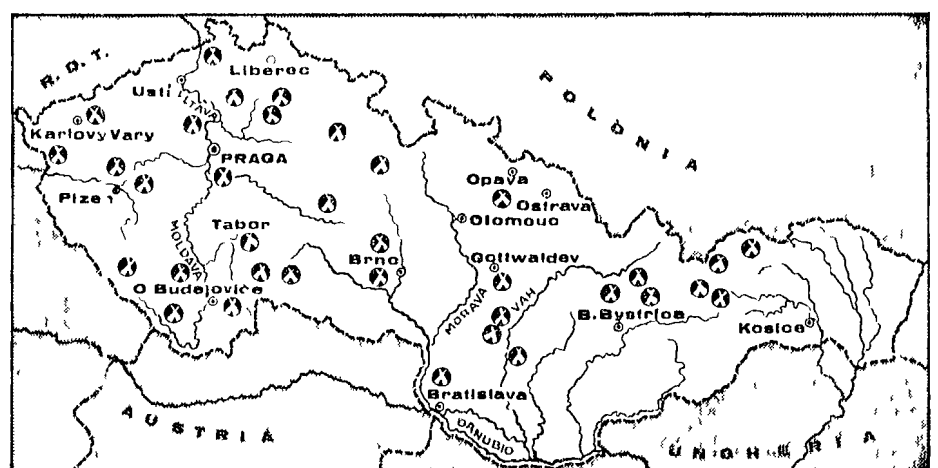 R. D. T.
Liberec
POLONIA
Usti
ELTAVA
Karlovy Vary
PRAGA
Opava
Ostrava
Plzen
Olomouc
Tabor
MOLDAVA
Brno
Gottwaldov
O Budejovice
MORAVA
VAH
B. Bystrica
Kosice
Bratislava
AUSTRIA
DANUBIO
UNGHERIA